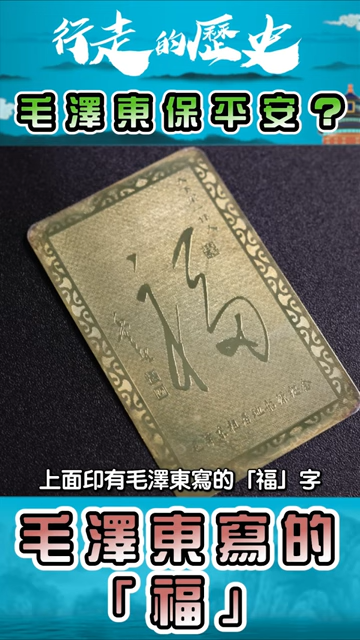 行走的歷史
毛澤東保平安？
福
上面印有毛澤東寫的「福」字
毛澤東寫的
「福」